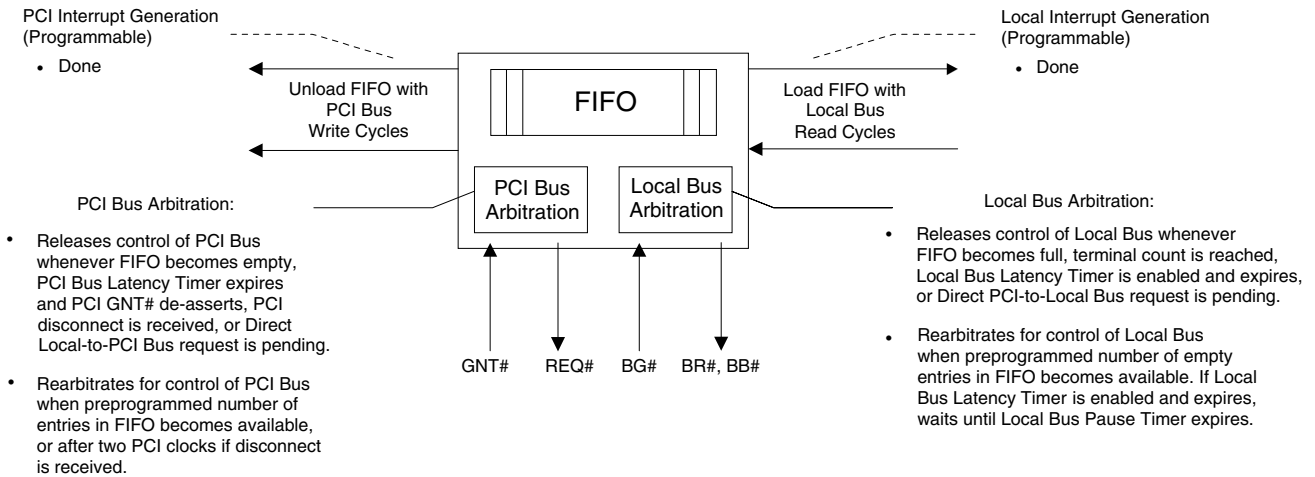 PCI Interrupt Generation
(Programmable)
• Done
Unload FIFO with
PCI Bus
Write Cycles
FIFO
Load FIFO with
Local Bus
Read Cycles
Local Interrupt Generation
(Programmable)
• Done
PCI Bus
Arbitration
Local Bus
Arbitration
GNT#
REQ#
BG#
BR#, BB#
PCI Bus Arbitration:
• Releases control of PCI Bus
whenever FIFO becomes empty,
PCI Bus Latency Timer expires
and PCI GNT# de-asserts, PCI
disconnect is received, or Direct
Local-to-PCI Bus request is pending.
• Rearbitrates for control of PCI Bus
when preprogrammed number of
entries in FIFO becomes available,
or after two PCI clocks if disconnect
is received.
Local Bus Arbitration:
• Releases control of Local Bus whenever
FIFO becomes full, terminal count is reached,
Local Bus Latency Timer is enabled and expires,
or Direct PCI-to-Local Bus request is pending.
• Rearbitrates for control of Local Bus
when preprogrammed number of empty
entries in FIFO becomes available. If Local
Bus Latency Timer is enabled and expires,
waits until Local Bus Pause Timer expires.